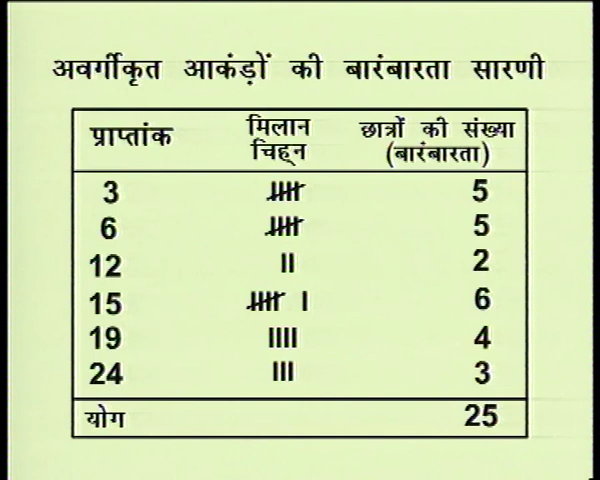 अवर्गीकृत आकंड़ों की बारंबारता सारणी
प्राप्तांक मिलान चिह्न छात्रों की संख्या (बारंबारता)
3 𝍸 5
6 𝍸 5
12 || 2
15 𝍸 | 6
19 |||| 4
24 ||| 3
योग 25